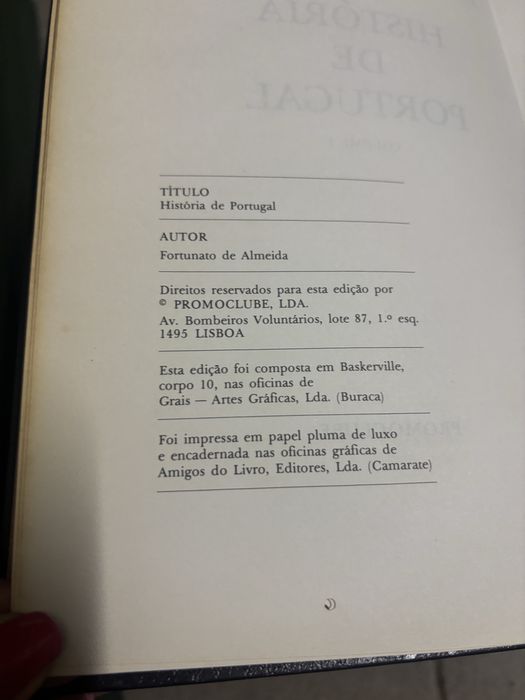 TÍTULO
História de Portugal
AUTOR
Fortunato de Almeida
Direitos reservados para esta edição por
© PROMOCLUBE, LDA.
Av. Bombeiros Voluntários, lote 87, 1.º esq.
1495 LISBOA
Esta edição foi composta em Baskerville,
corpo 10, nas oficinas de
Grais — Artes Gráficas, Lda. (Buraca)
Foi impressa em papel pluma de luxo
e encadernada nas oficinas gráficas de
Amigos do Livro, Editores, Lda. (Camarate)